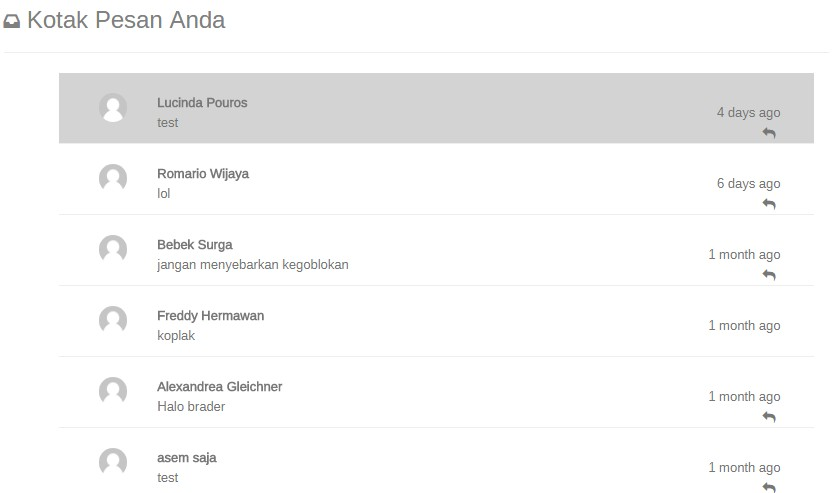 Kotak Pesan Anda
Lucinda Pouros
test
4 days ago
Romario Wijaya
lol
6 days ago
Bebek Surga
jangan menyebarkan kegoblokan
1 month ago
Freddy Hermawan
koplak
1 month ago
Alexandrea Gleichner
Halo brader
1 month ago
asem saja
test
1 month ago